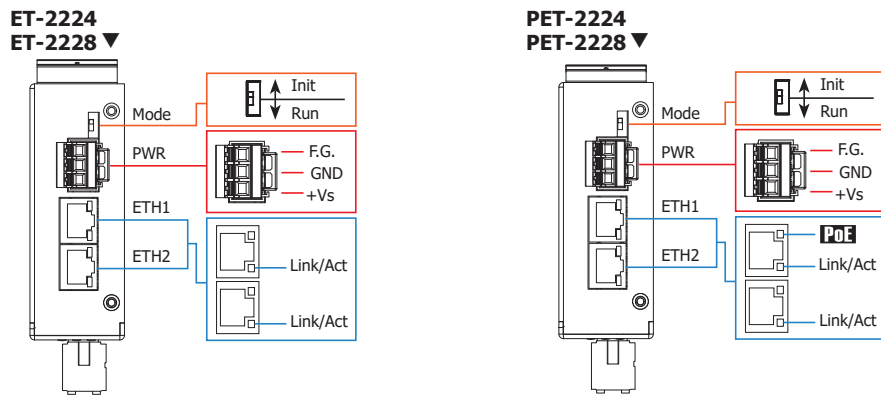 ET-2224
ET-2228 ▼
Mode
Init
Run
PWR
F.G.
GND
+Vs
ETH1
ETH2
Link/Act
Link/Act
PET-2224
PET-2228 ▼
Mode
Init
Run
PWR
F.G.
GND
+Vs
ETH1
ETH2
PoE
Link/Act
Link/Act